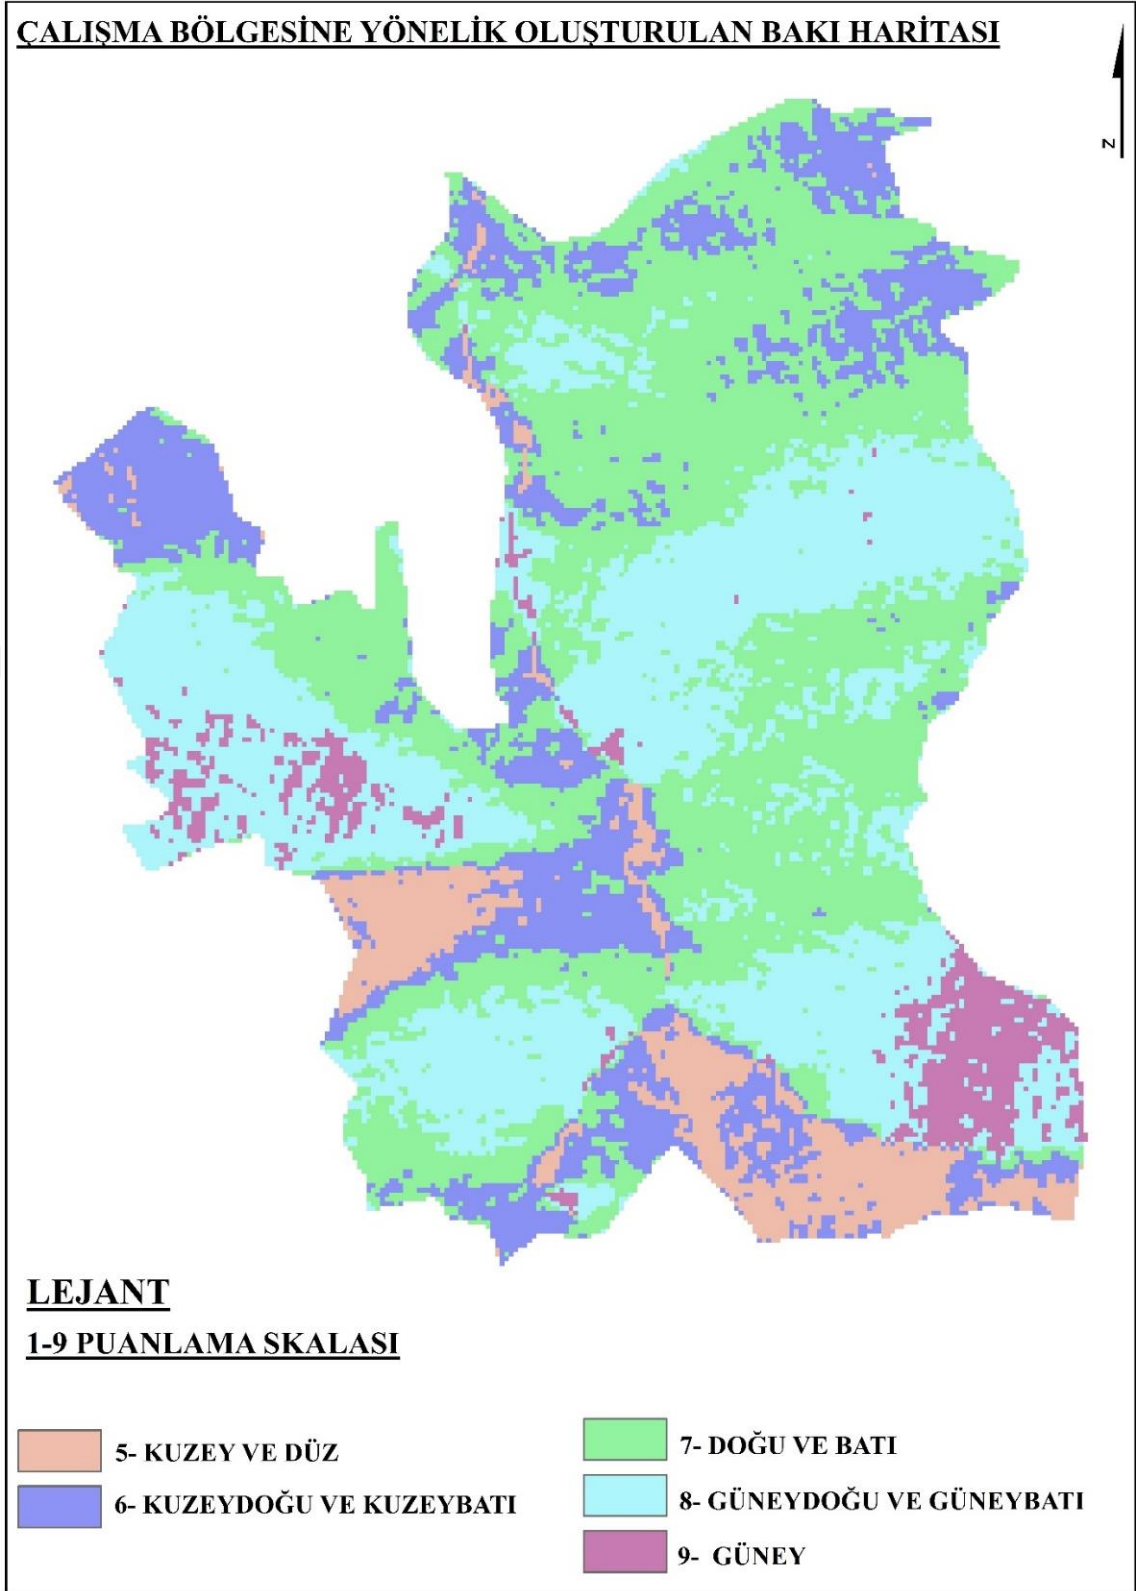 ÇALIŞMA BÖLGESİNE YÖNELİK OLUŞTURULAN BAKI HARİTASI
N
LEJANT
1-9 PUANLAMA SKALASI
5- KUZEY VE DÜZ
6- KUZEYDOĞU VE KUZEYBATI
7- DOĞU VE BATI
8- GÜNEYDOĞU VE GÜNEYBATI
9- GÜNEY